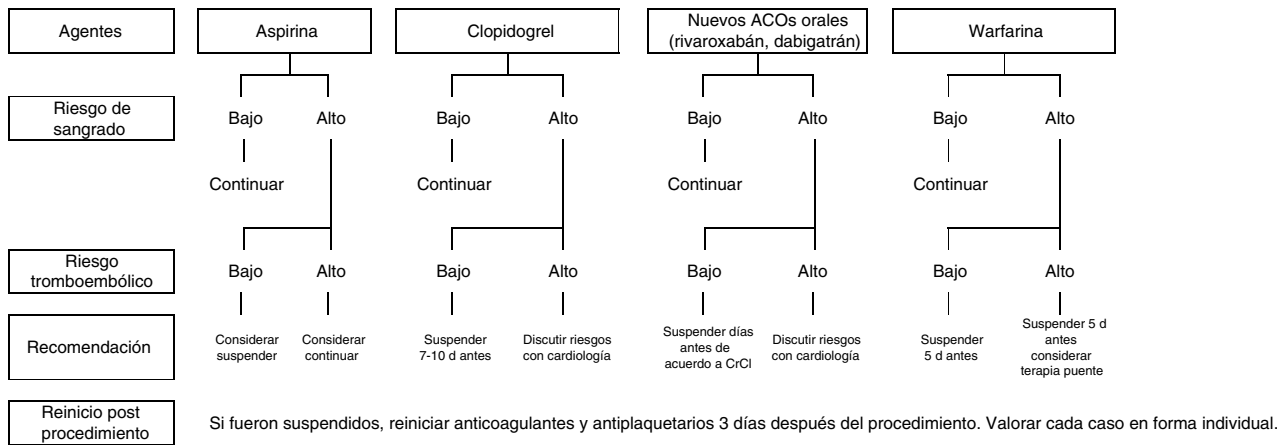 Agentes
Aspirina
Clopidogrel
Nuevos ACOs orales
(rivaroxabán, dabigatrán)
Warfarina
Riesgo de
sangrado
Bajo
Alto
Bajo
Alto
Bajo
Alto
Bajo
Alto
Continuar
Continuar
Continuar
Continuar
Riesgo
tromboembólico
Bajo
Alto
Bajo
Alto
Bajo
Alto
Bajo
Alto
Recomendación
Considerar
suspender
Considerar
continuar
Suspender
7-10 d antes
Discutir riesgos
con cardiología
Suspender días
antes de
acuerdo a CrCl
Discutir riesgos
con cardiología
Suspender
5 d antes
Suspender 5 d
antes
considerar
terapia puente
Reinicio post
procedimiento
Si fueron suspendidos, reiniciar anticoagulantes y antiplaquetarios 3 días después del procedimiento. Valorar cada caso en forma individual.